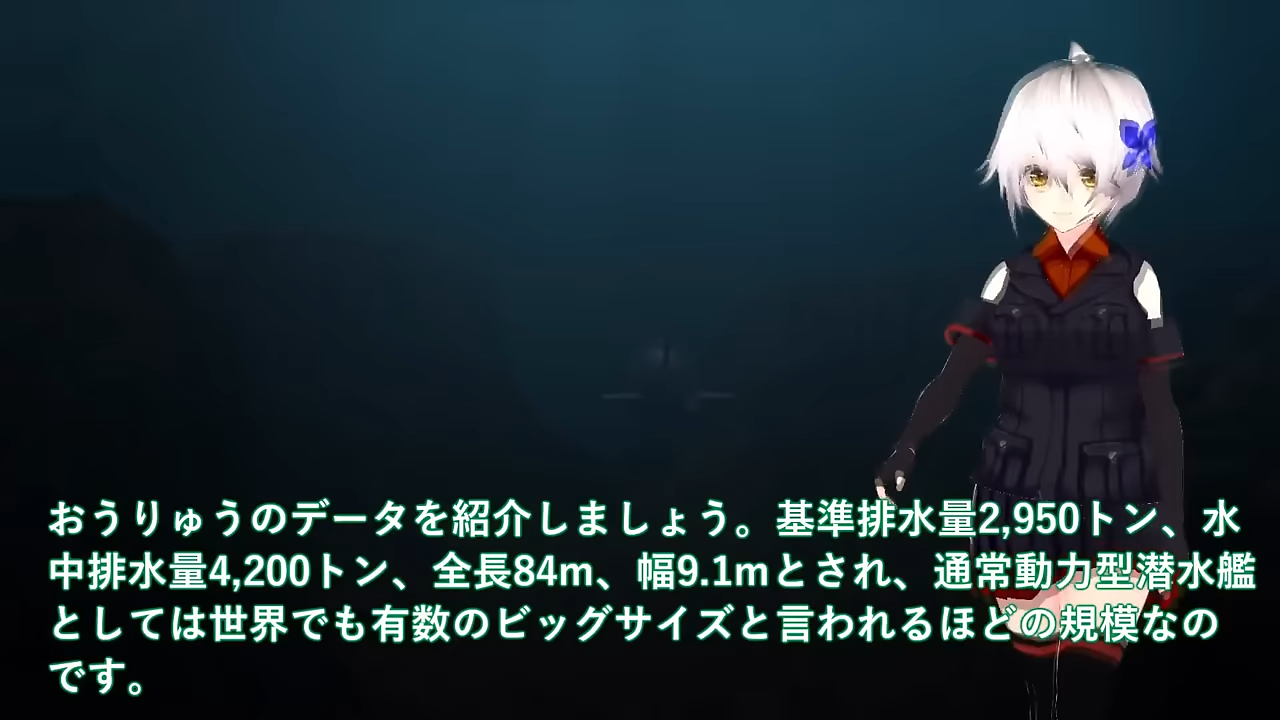 おうりゅうのデータを紹介しましょう。基準排水量2,950トン、水
中排水量4,200トン、全長84m、幅9.1mとされ、通常動力型潜水艦
としては世界でも有数のビッグサイズと言われるほどの規模なの
です。